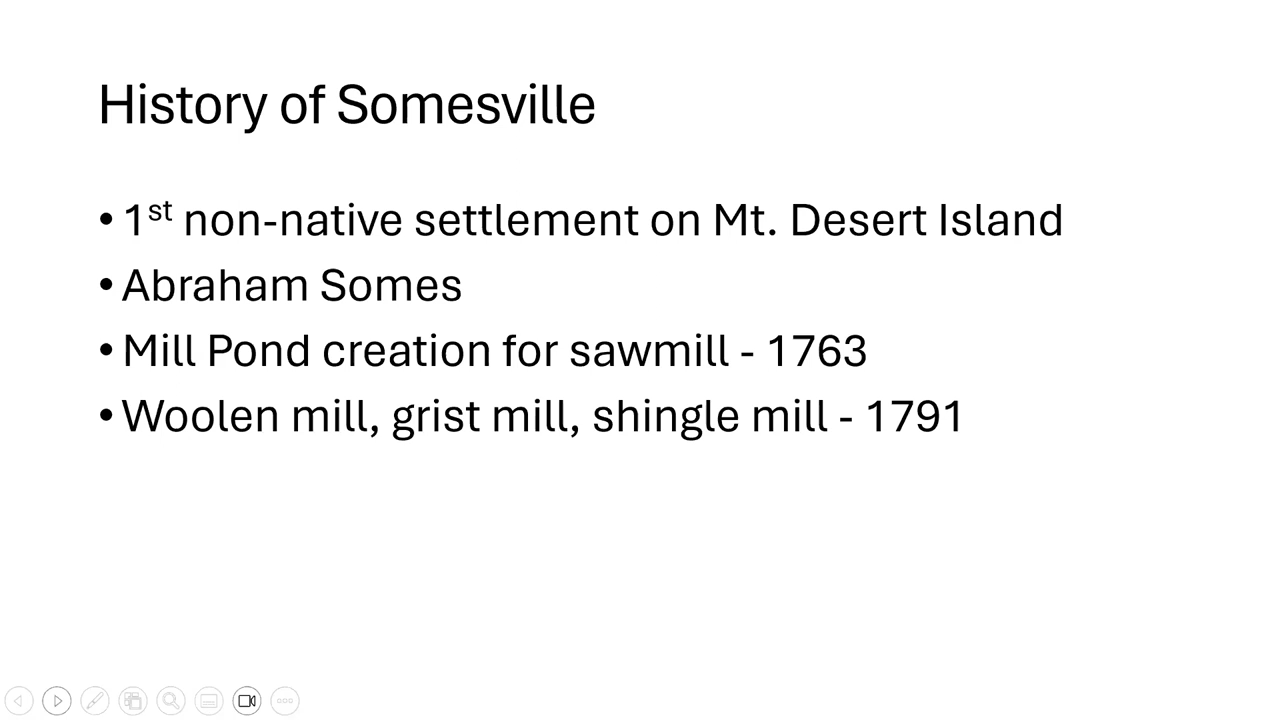 History of Somesville
• 1st non-native settlement on Mt. Desert Island
• Abraham Somes
• Mill Pond creation for sawmill - 1763
• Woolen mill, grist mill, shingle mill - 1791